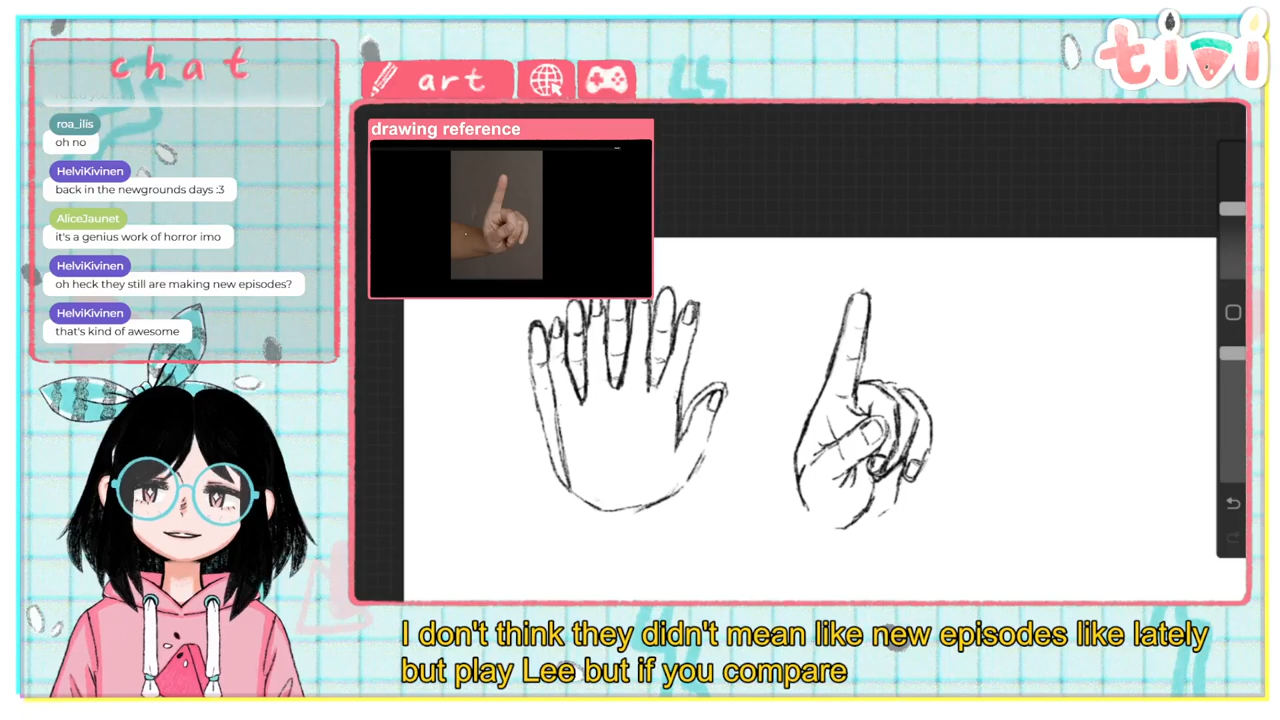 chat
art
tivi
drawing reference
roa_ilis
oh no
HelviKivinen
back in the newgrounds days :3
AliceJaunet
it's a genius work of horror imo
HelviKivinen
oh heck they still are making new episodes?
HelviKivinen
that's kind of awesome
I don't think they didn't mean like new episodes like lately
but play Lee but if you compare